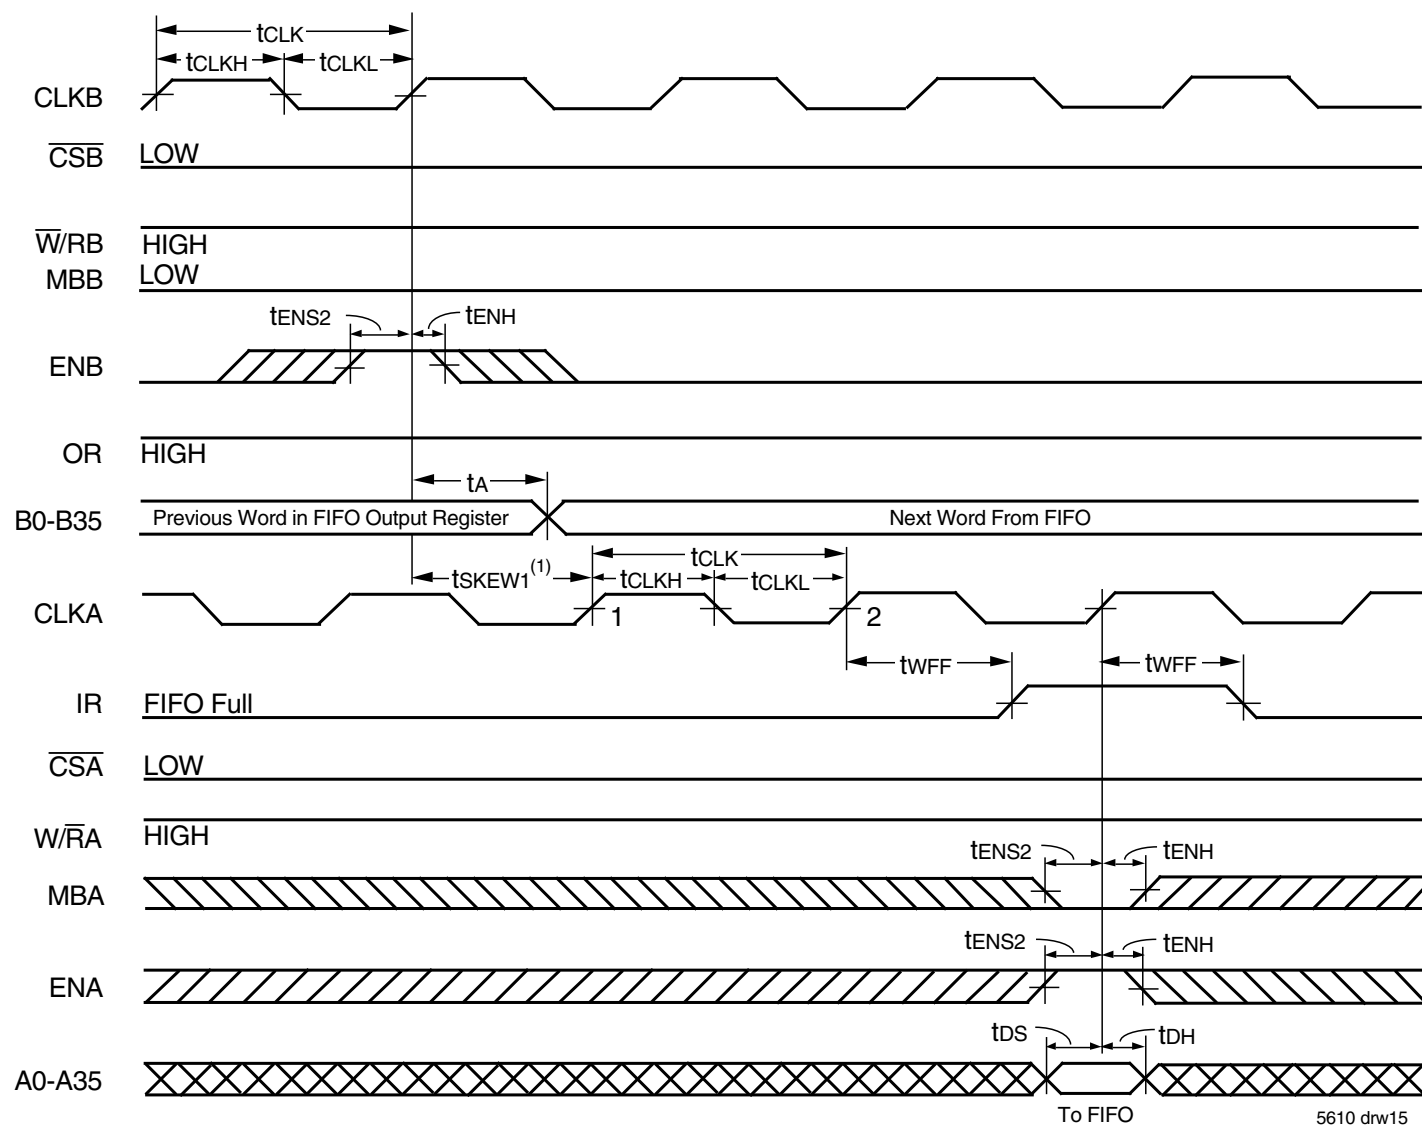 tCLK
tCLKH tCLKL
CLKB
CSB LOW
W/RB HIGH
MBB LOW
tENS2 tENH
ENB
OR HIGH
tA
B0-B35 Previous Word in FIFO Output Register Next Word From FIFO
tCLK
tSKEW1(1) tCLKH tCLKL
CLKA 1 2
tWFF tWFF
IR FIFO Full
CSA LOW
W/RA HIGH
tENS2 tENH
MBA
tENS2 tENH
ENA
tDS tDH
A0-A35
To FIFO
5610 drw15